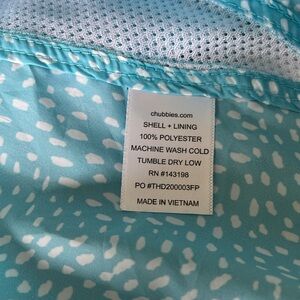 chubbies.com
SHELL + LINING
100% POLYESTER
MACHINE WASH COLD
TUMBLE DRY LOW
RN #143198
PO #THD200003FP
MADE IN VIETNAM